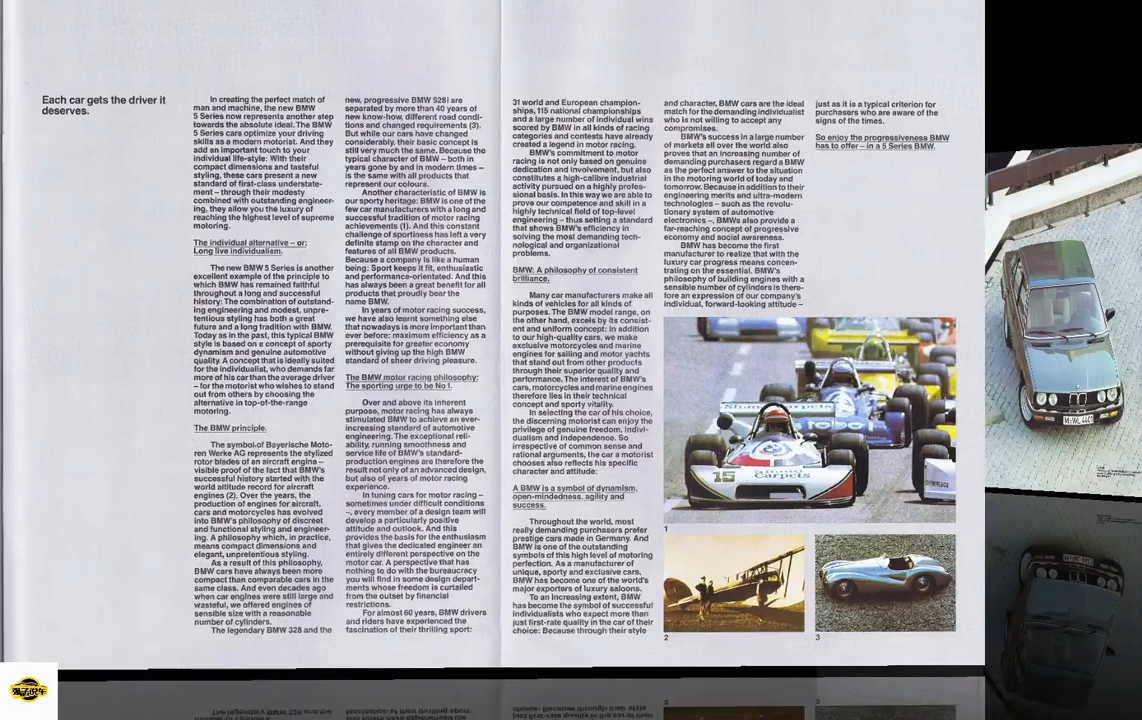 Each car gets the driver it
deserves.
In creating the perfect match of
man and machine, the new BMW
5 Series now represents another step
towards the absolute ideal. The BMW
5 Series cars optimize your driving
skills as a modern motorist. And they
add an important touch to your
individual life-style: With their
compact dimensions and tasteful
styling, these cars present a new
standard of first-class understate-
ment – through their modesty
combined with outstanding engineer-
ing, they allow you the luxury of
reaching the highest level of supreme
motoring.
The individual alternative – or:
Long live individualism.
The new BMW 5 Series is another
excellent example of the principle to
which BMW has remained faithful
throughout a long and successful
history: The combination of outstand-
ing engineering and modest, unpre-
tentious styling has both a great
future and a long tradition with BMW.
Today as in the past, this typical BMW
style is based on a concept of sporty
dynamism and genuine automotive
quality. A concept that is ideally suited
for the individualist, who demands far
more of his car than the average driver
– for the motorist who wishes to stand
out from others by choosing the
alternative in top-of-the-range
motoring.
The BMW principle.
The symbol of Bayerische Moto-
ren Werke AG represents the stylized
rotor blades of an aircraft engine –
visible proof of the fact that BMW's
successful history started with the
world altitude record for aircraft
engines (2). Over the years, the
production of engines for aircraft,
cars and motorcycles has evolved
into BMW's philosophy of discreet
and functional styling and engineer-
ing. A philosophy which, in practice,
means compact dimensions and
elegant, unpretentious styling.
As a result of this philosophy,
BMW cars have always been more
compact than comparable cars in the
same class. And even decades ago
when car engines were still large and
wasteful, we offered engines of
sensible size with a reasonable
number of cylinders.
The legendary BMW 328 and the
new, progressive BMW 528i are
separated by more than 40 years of
new know-how, different road condi-
tions and changed requirements (3).
But while our cars have changed
considerably, their basic concept is
still very much the same. Because the
typical character of BMW – both in
years gone by and in modern times –
is the same with all products that
represent our colours.
Another characteristic of BMW is
our sporty heritage: BMW is one of the
few car manufacturers with a long and
successful tradition of motor racing
achievements (1). And this constant
challenge of sportiness has left a very
definite stamp on the character and
features of all BMW products.
Because a company is like a human
being: Sport keeps it fit, enthusiastic
and performance-orientated. And this
has always been a great benefit for all
products that proudly bear the
name BMW.
In years of motor racing success,
we have also learnt something else
that nowadays is more important than
ever before: maximum efficiency as a
prerequisite for greater economy
without giving up the high BMW
standard of sheer driving pleasure.
The BMW motor racing philosophy:
The sporting urge to be No 1.
Over and above its inherent
purpose, motor racing has always
stimulated BMW to achieve an ever-
increasing standard of automotive
engineering. The exceptional reli-
ability, running smoothness and
service life of BMW's standard-
production engines are therefore the
result not only of an advanced design,
but also of years of motor racing
experience.
In tuning cars for motor racing –
sometimes under difficult conditions
–, every member of a design team will
develop a particularly positive
attitude and outlook. And this
provides the basis for the enthusiasm
that gives the dedicated engineer an
entirely different perspective on the
motor car. A perspective that has
nothing to do with the bureaucracy
you will find in some design depart-
ments whose freedom is curtailed
from the outset by financial
restrictions.
For almost 60 years, BMW drivers
and riders have experienced the
fascination of their thrilling sport:
31 world and European champion-
ships, 115 national championships
and a large number of individual wins
scored by BMW in all kinds of racing
categories and contests have already
created a legend in motor racing.
BMW's commitment to motor
racing is not only based on genuine
dedication and involvement, but also
constitutes a high-calibre industrial
activity pursued on a highly profes-
sional basis. In this way we are able to
prove our competence and skill in a
highly technical field of top-level
engineering – thus setting a standard
that shows BMW's efficiency in
solving the most demanding tech-
nological and organizational
problems.
BMW: A philosophy of consistent
brilliance.
Many car manufacturers make all
kinds of vehicles for all kinds of
purposes. The BMW model range, on
the other hand, excels by its consist-
ent and uniform concept: In addition
to our high-quality cars, we make
exclusive motorcycles and marine
engines for sailing and motor yachts
that stand out from other products
through their superior quality and
performance. The interest of BMW's
cars, motorcycles and marine engines
therefore lies in their technical
concept and sporty vitality.
In selecting the car of his choice,
the discerning motorist can enjoy the
privilege of genuine freedom, indivi-
dualism and independence. So
irrespective of common sense and
rational arguments, the car a motorist
chooses also reflects his specific
character and attitude:
A BMW is a symbol of dynamism,
open-mindedness, agility and
success.
Throughout the world, most
really demanding purchasers prefer
prestige cars made in Germany. And
BMW is one of the outstanding
symbols of this high level of motoring
perfection. As a manufacturer of
unique, sporty and exclusive cars,
BMW has become one of the world's
major exporters of luxury saloons.
To an increasing extent, BMW
has become the symbol of successful
individualists who expect more than
just first-rate quality in the car of their
choice: Because through their style
and character, BMW cars are the ideal
match for the demanding individualist
who is not willing to accept any
compromises.
BMW's success in a large number
of markets all over the world also
proves that an increasing number of
demanding purchasers regard a BMW
as the perfect answer to the situation
in the motoring world of today and
tomorrow. Because in addition to their
engineering merits and ultra-modern
technologies – such as the revolu-
tionary system of automotive
electronics –, BMWs also provide a
far-reaching concept of progressive
economy and social awareness.
BMW has become the first
manufacturer to realize that with the
luxury car progress means concen-
trating on the essential. BMW's
philosophy of building engines with a
sensible number of cylinders is there-
fore an expression of our company's
individual, forward-looking attitude –
just as it is a typical criterion for
purchasers who are aware of the
signs of the times.
So enjoy the progressiveness BMW
has to offer – in a 5 Series BMW.
15
Carpets
1
2
3